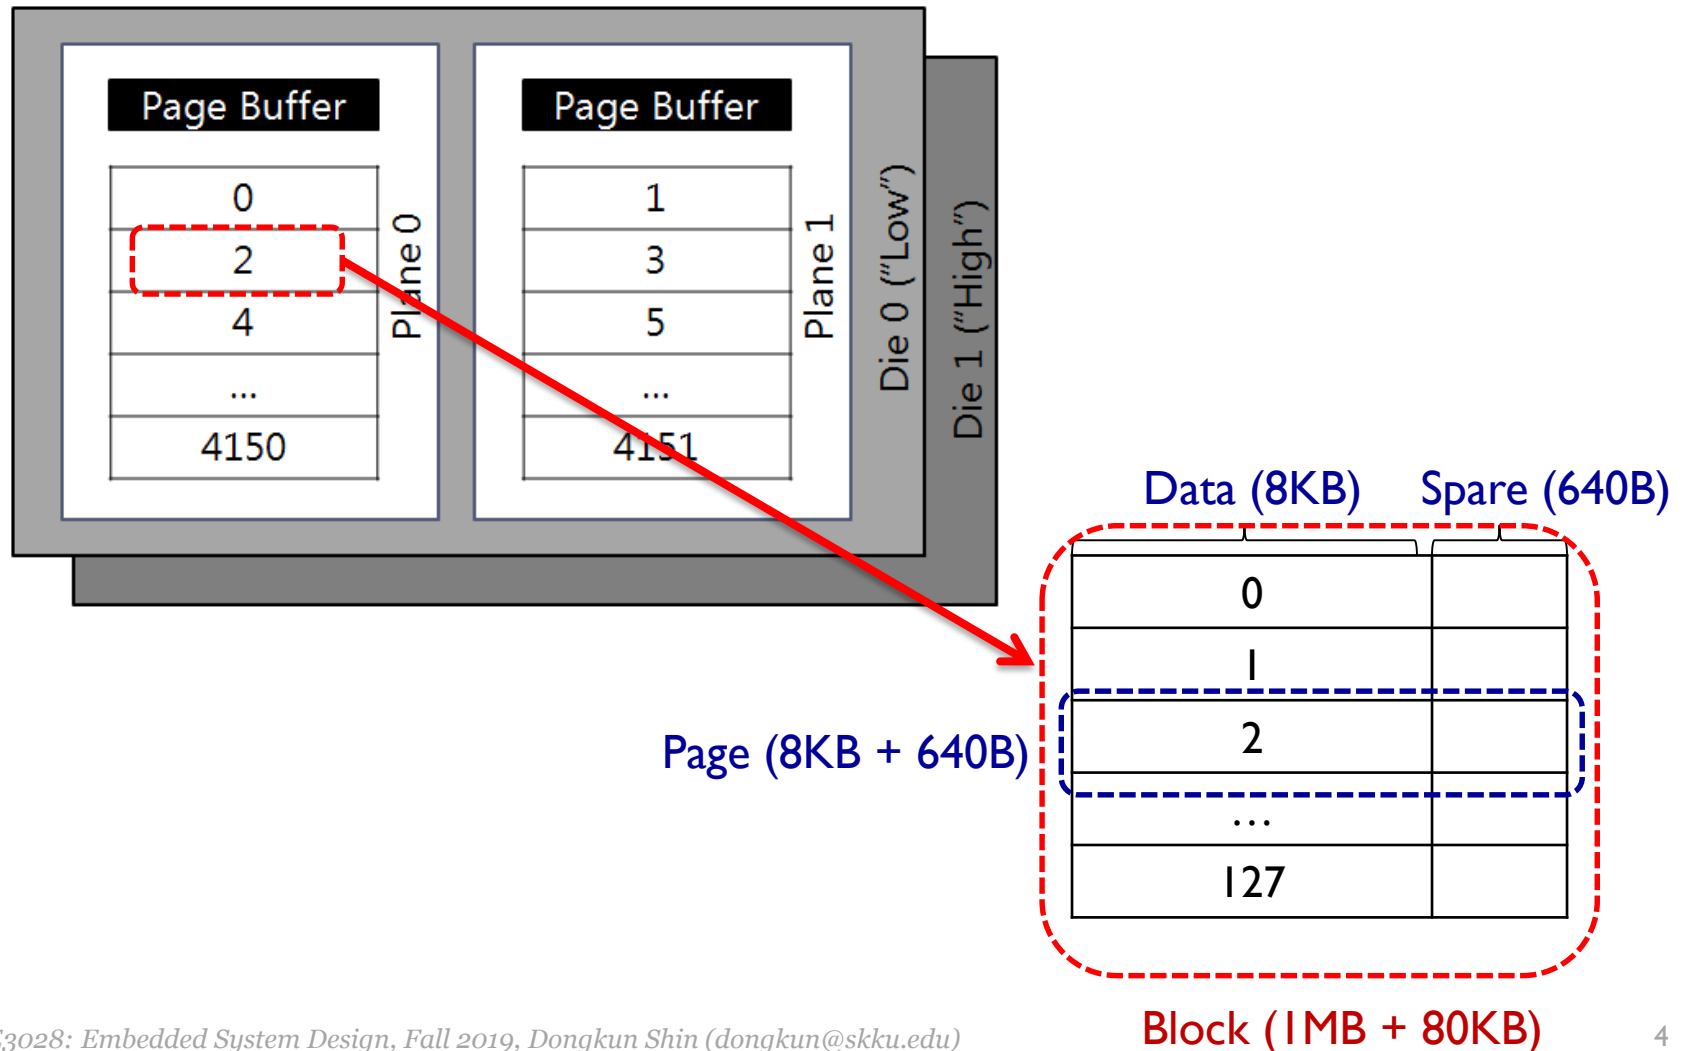 Page Buffer
0
2
4
...
4150
Plane 0
Page Buffer
1
3
5
...
4151
Plane 1
Die 0 ("Low")
Die 1 ("High")
Data (8KB)
Spare (640B)
0
1
2
...
127
Page (8KB + 640B)
Block (1MB + 80KB)
3028: Embedded System Design, Fall 2019, Dongkun Shin (dongkun@skku.edu)
4